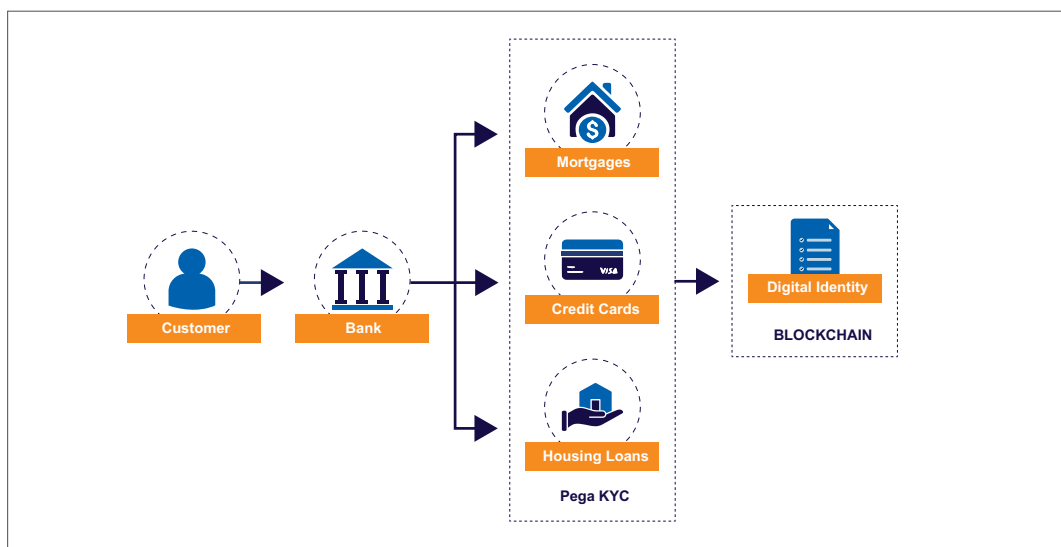 Customer
Bank
$
Mortgages
VISA
Credit Cards
Housing Loans
Pega KYC
Digital Identity
BLOCKCHAIN